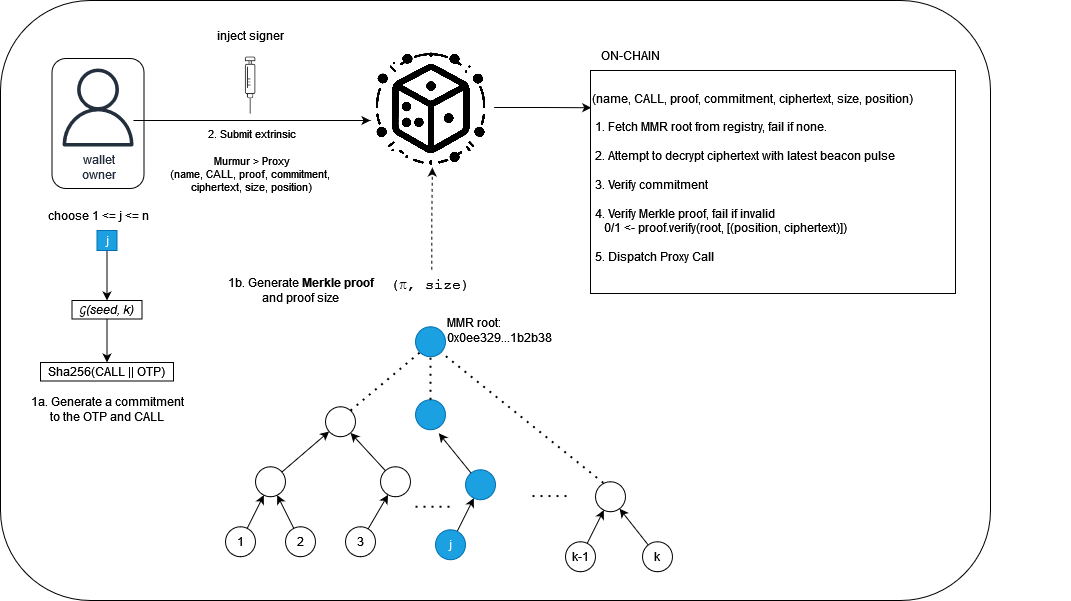 inject signer
ON-CHAIN
wallet
owner
2. Submit extrinsic
Murmur > Proxy
(name, CALL, proof, commitment,
ciphertext, size, position)
(name, CALL, proof, commitment, ciphertext, size, position)
1. Fetch MMR root from registry, fail if none.
2. Attempt to decrypt ciphertext with latest beacon pulse
3. Verify commitment
4. Verify Merkle proof, fail if invalid
0/1 <- proof.verify(root, [(position, ciphertext)])
5. Dispatch Proxy Call
choose 1 <= j <= n
j
𝒢(seed, k)
Sha256(CALL || OTP)
1a. Generate a commitment
to the OTP and CALL
1b. Generate Merkle proof
and proof size
(π, size)
MMR root:
0x0ee329...1b2b38
.....
.....
1
2
3
j
k-1
k